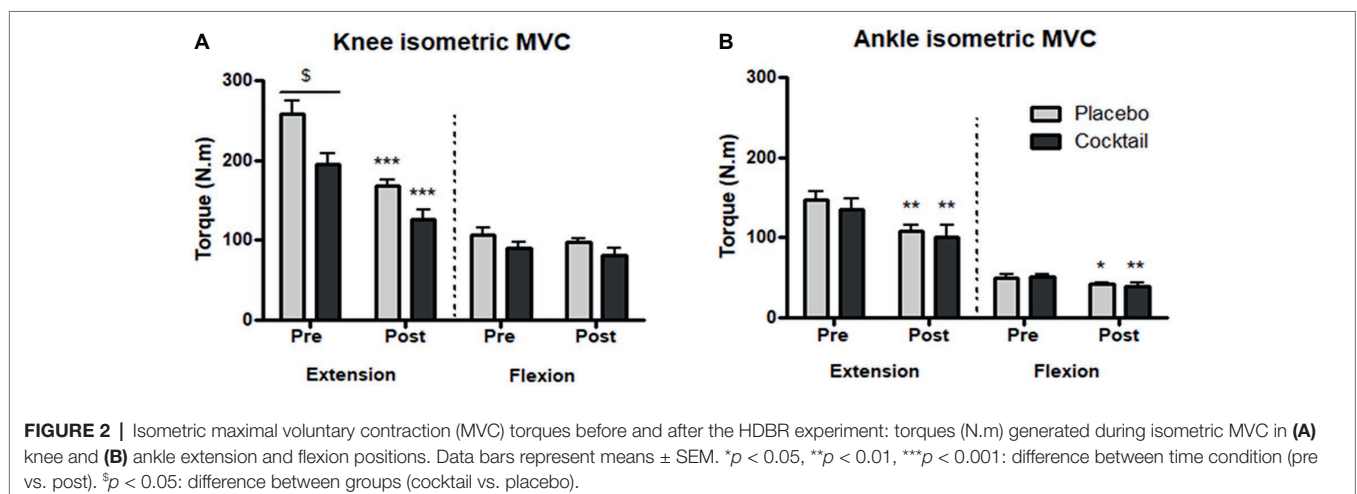 A Knee isometric MVC
$
300
200
100
0
Torque (N.m)
*** ***
Pre Post Pre Post
Extension Flexion
B Ankle isometric MVC
300
200
100
0
Torque (N.m)
Placebo
Cocktail
** ** * **
Pre Post Pre Post
Extension Flexion
FIGURE 2 | Isometric maximal voluntary contraction (MVC) torques before and after the HDBR experiment: torques (N.m) generated during isometric MVC in (A)
knee and (B) ankle extension and flexion positions. Data bars represent means ± SEM. *p < 0.05, **p < 0.01, ***p < 0.001: difference between time condition (pre
vs. post). $p < 0.05: difference between groups (cocktail vs. placebo).